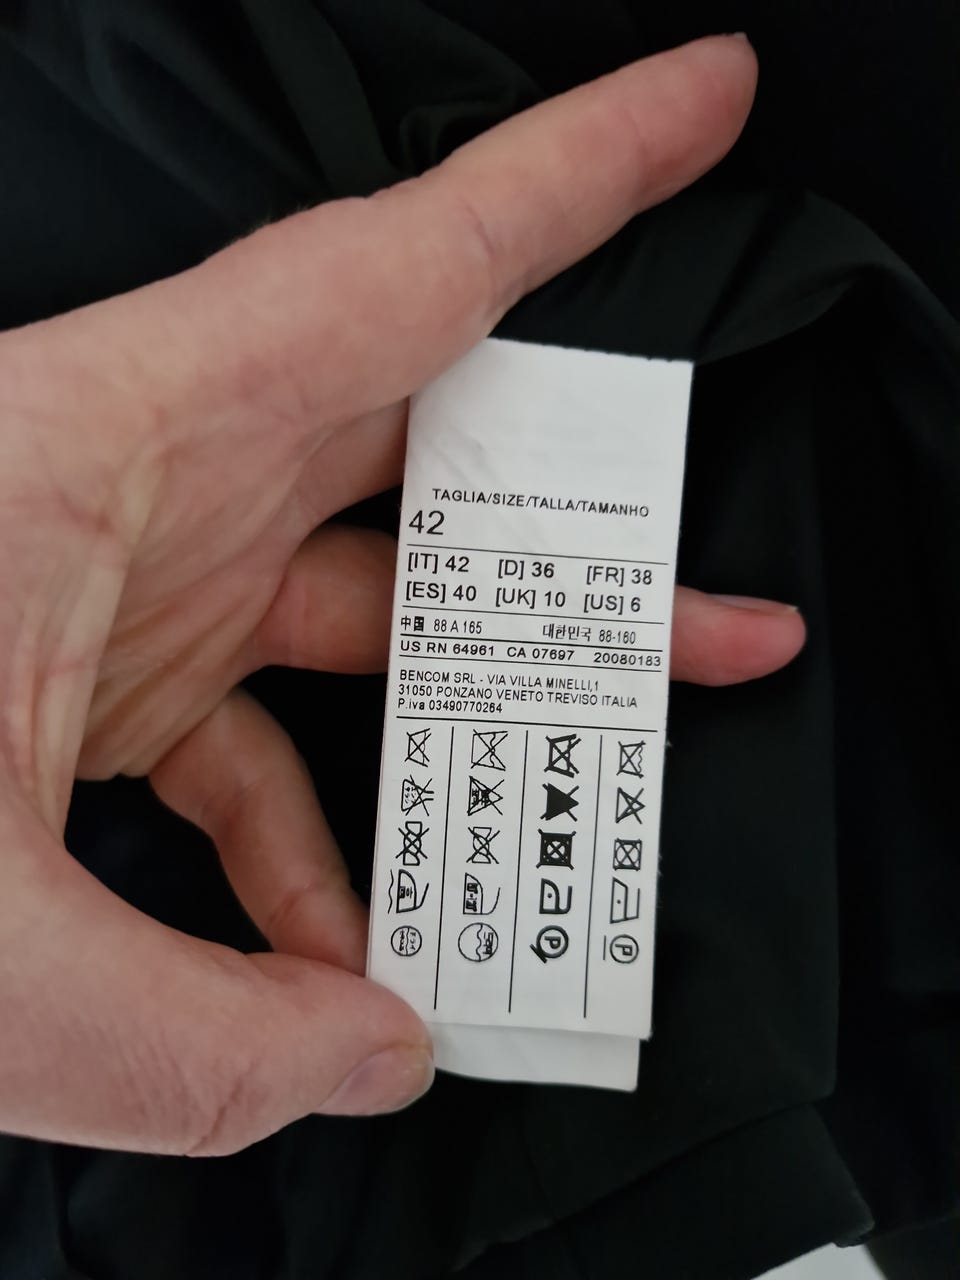 TAGLIA/SIZE/TALLA/TAMANHO
42
[IT] 42 [D] 36 [FR] 38
[ES] 40 [UK] 10 [US] 6
中国 88 A 165 대한민국 88-160
US RN 64961 CA 07697 20080183
BENCOM SRL - VIA VILLA MINELLI,1
31050 PONZANO VENETO TREVISO ITALIA
P.iva 03490770264
P P